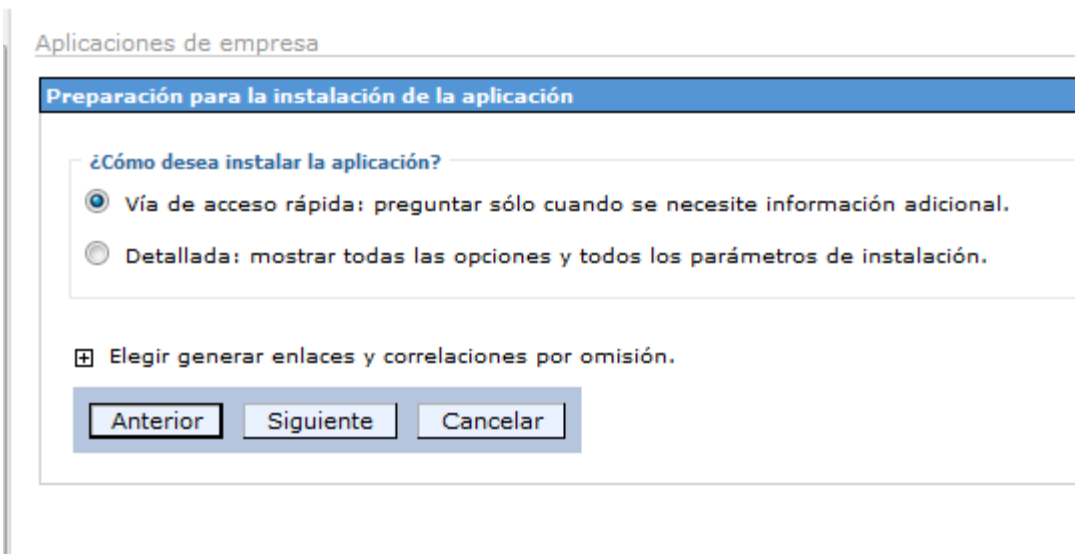 Aplicaciones de empresa
Preparación para la instalación de la aplicación
¿Cómo desea instalar la aplicación?
Vía de acceso rápida: preguntar sólo cuando se necesite información adicional.
Detallada: mostrar todas las opciones y todos los parámetros de instalación.
Elegir generar enlaces y correlaciones por omisión.
Anterior Siguiente Cancelar